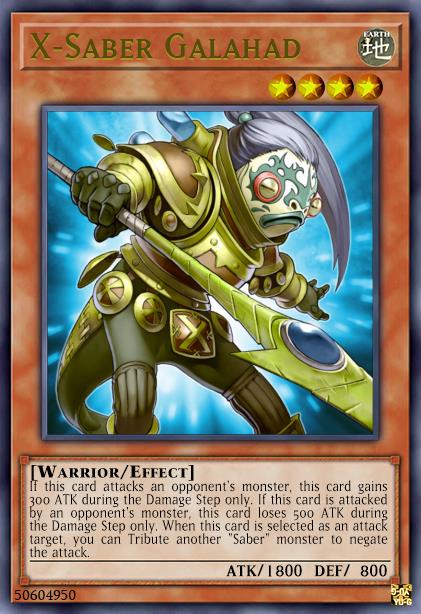 X-Saber Galahad
EARTH
地
[Warrior/Effect]
If this card attacks an opponent's monster, this card gains
300 ATK during the Damage Step only. If this card is attacked
by an opponent's monster, this card loses 500 ATK during
the Damage Step only. When this card is selected as an attack
target, you can Tribute another "Saber" monster to negate
the attack.
ATK/1800 DEF/ 800
50604950